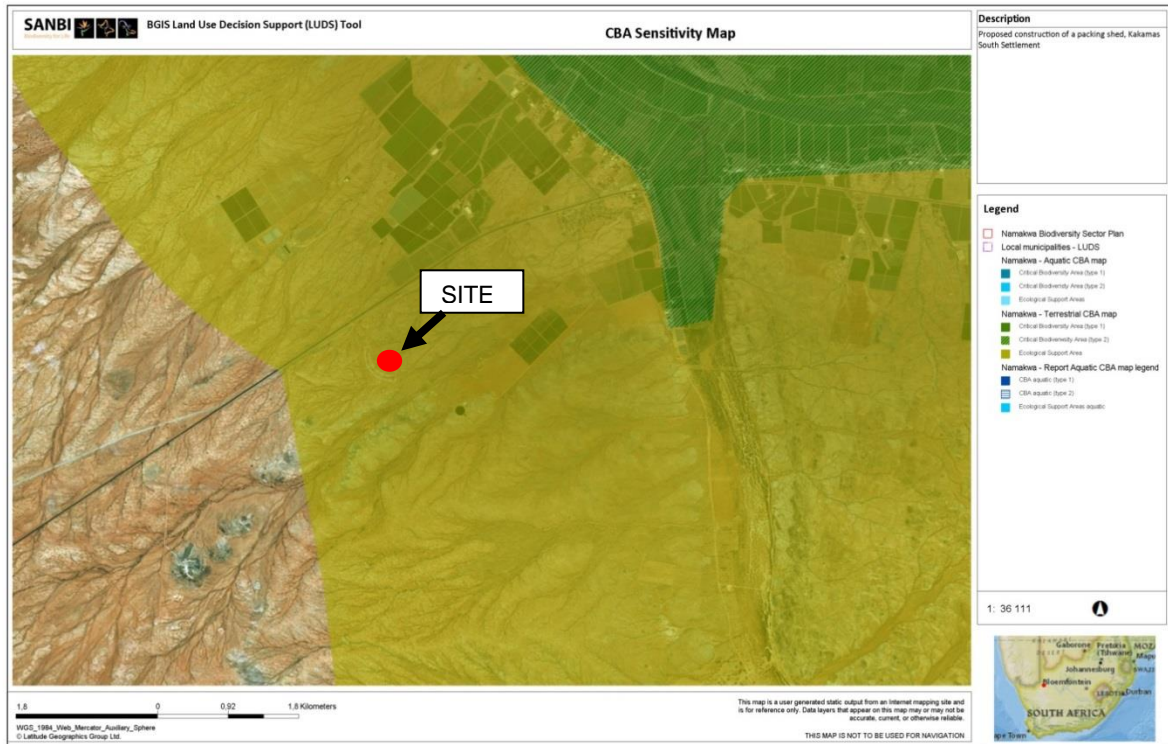 SANBI
Biodiversity for Life
BGIS Land Use Decision Support (LUDS) Tool
CBA Sensitivity Map
Description
Proposed construction of a packing shed, Kakamas
South Settlement
SITE
Legend
Namakwa Biodiversity Sector Plan
Local municipalities - LUDS
Namakwa - Aquatic CBA map
Critical Biodiversity Area (type 1)
Critical Biodiversity Area (type 2)
Ecological Support Areas
Namakwa - Terrestrial CBA map
Critical Biodiversity Area (type 1)
Critical Biodiversity Area (type 2)
Ecological Support Area
Namakwa - Report Aquatic CBA map legend
CBA aquatic (type 1)
CBA aquatic (type 2)
Ecological Support Areas aquatic
1: 36 111
Gaborone
Pretoria
(Tshwane)
Johannesburg
Bloemfontein
Durban
SOUTH AFRICA
1,8 0 0,92 1,8 Kilometers
WGS_1984_Web_Mercator_Auxiliary_Sphere
© Latitude Geographics Group Ltd.
This map is a user generated static output from an Internet mapping site and
is for reference only. Data layers that appear on this map may or may not be
accurate, current, or otherwise reliable.
THIS MAP IS NOT TO BE USED FOR NAVIGATION